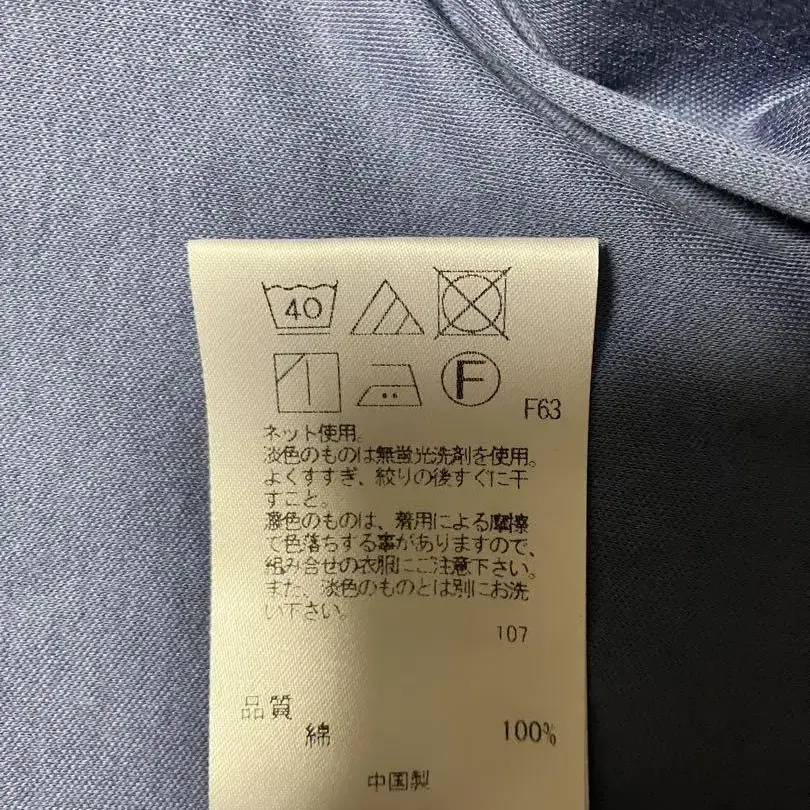 40
F
F63
ネット使用。
淡色のものは無蛍光洗剤を使用。
よくすすぎ、絞りの後すぐに干
すこと。
濃色のものは、着用による摩擦
で色落ちする事がありますので、
組み合せの衣服にご注意下さい。
また、淡色のものとは別にお洗
い下さい。
107
品質
綿 100%
中国製